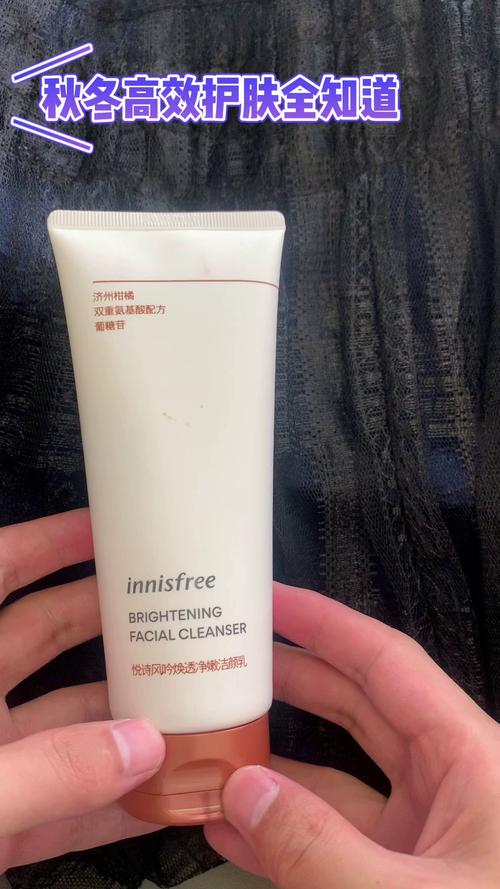 秋冬高效护肤全知道
济州柑橘
双重氨基酸配方
葡糖苷
innisfree
BRIGHTENING
FACIAL CLEANSER
悦诗风吟焕透净嫩洁颜乳